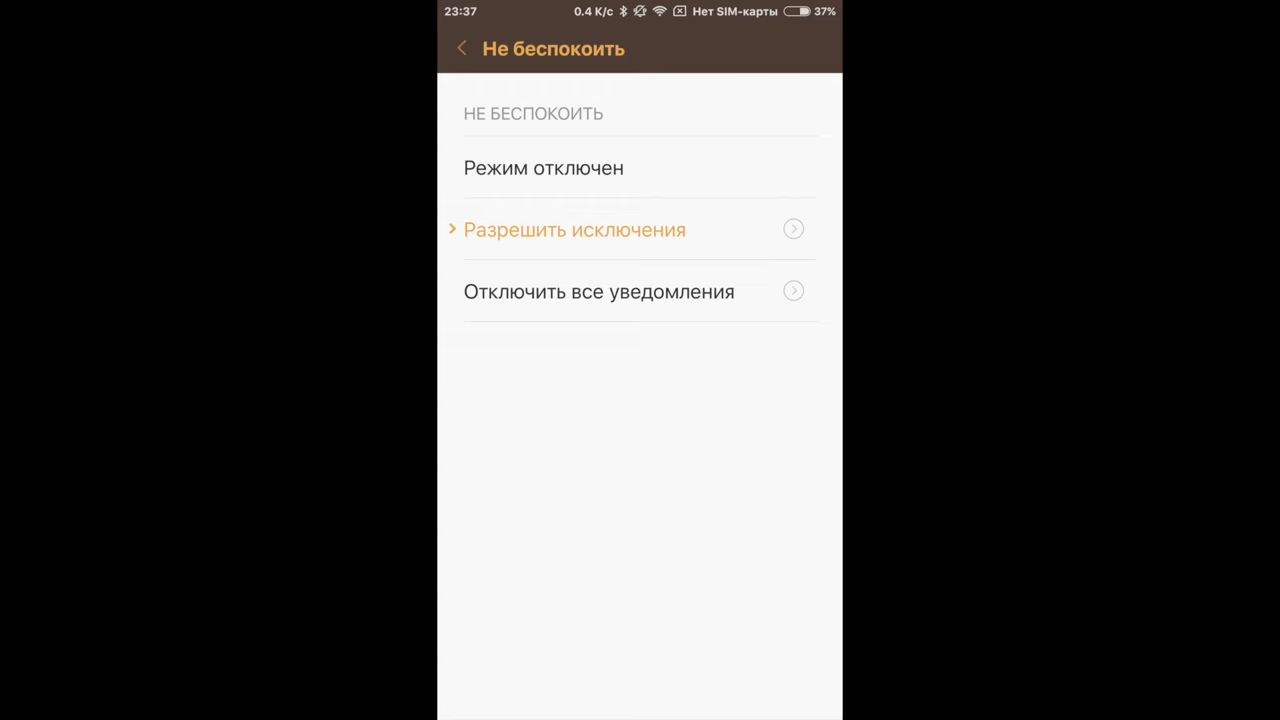 23:37 0.4 K/c Нет SIM-карты 37%
Не беспокоить
НЕ БЕСПОКОИТЬ
Режим отключен
Разрешить исключения
Отключить все уведомления